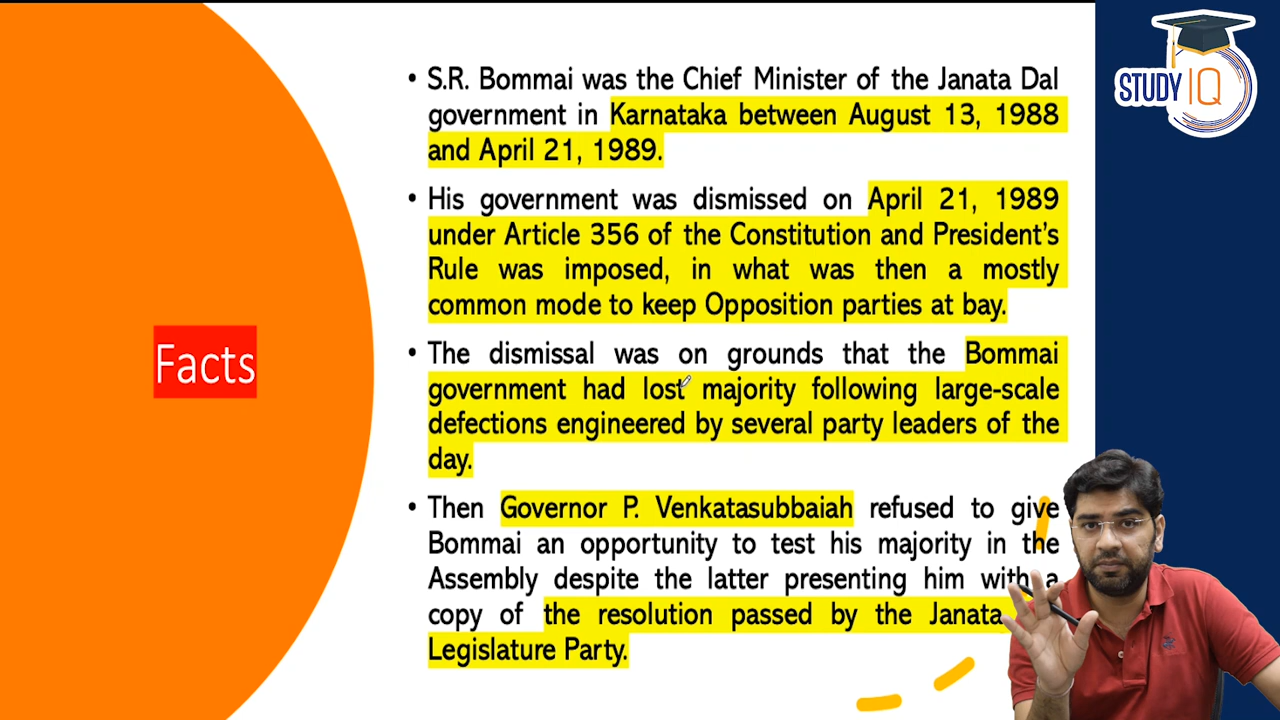 • S.R. Bommai was the Chief Minister of the Janata Dal
government in Karnataka between August 13, 1988
and April 21, 1989.
• His government was dismissed on April 21, 1989
under Article 356 of the Constitution and President's
Rule was imposed, in what was then a mostly
common mode to keep Opposition parties at bay.
Facts
• The dismissal was on grounds that the Bommai
government had lost majority following large-scale
defections engineered by several party leaders of the
day.
• Then Governor P. Venkatasubbaiah refused to give
Bommai an opportunity to test his majority in the
Assembly despite the latter presenting him with a
copy of the resolution passed by the Janata
Legislature Party.
STUDY IQ